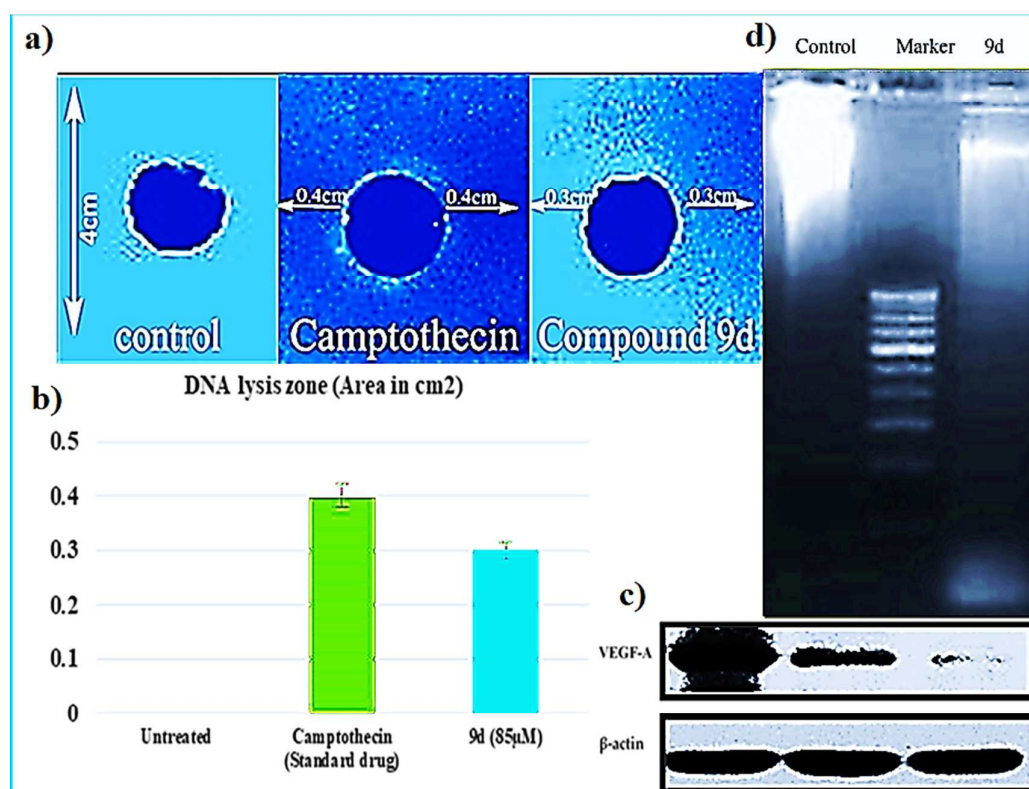 a)
4cm
control
0.4cm
0.4cm
Camptothecin
0.3cm
0.3cm
Compound 9d
DNA lysis zone (Area in cm2)
b)
0.5
0.4
0.3
0.2
0.1
0
Untreated
Camptothecin
(Standard drug)
9d (85µM)
d)
Control Marker 9d
c)
VEGF-A
β-actin